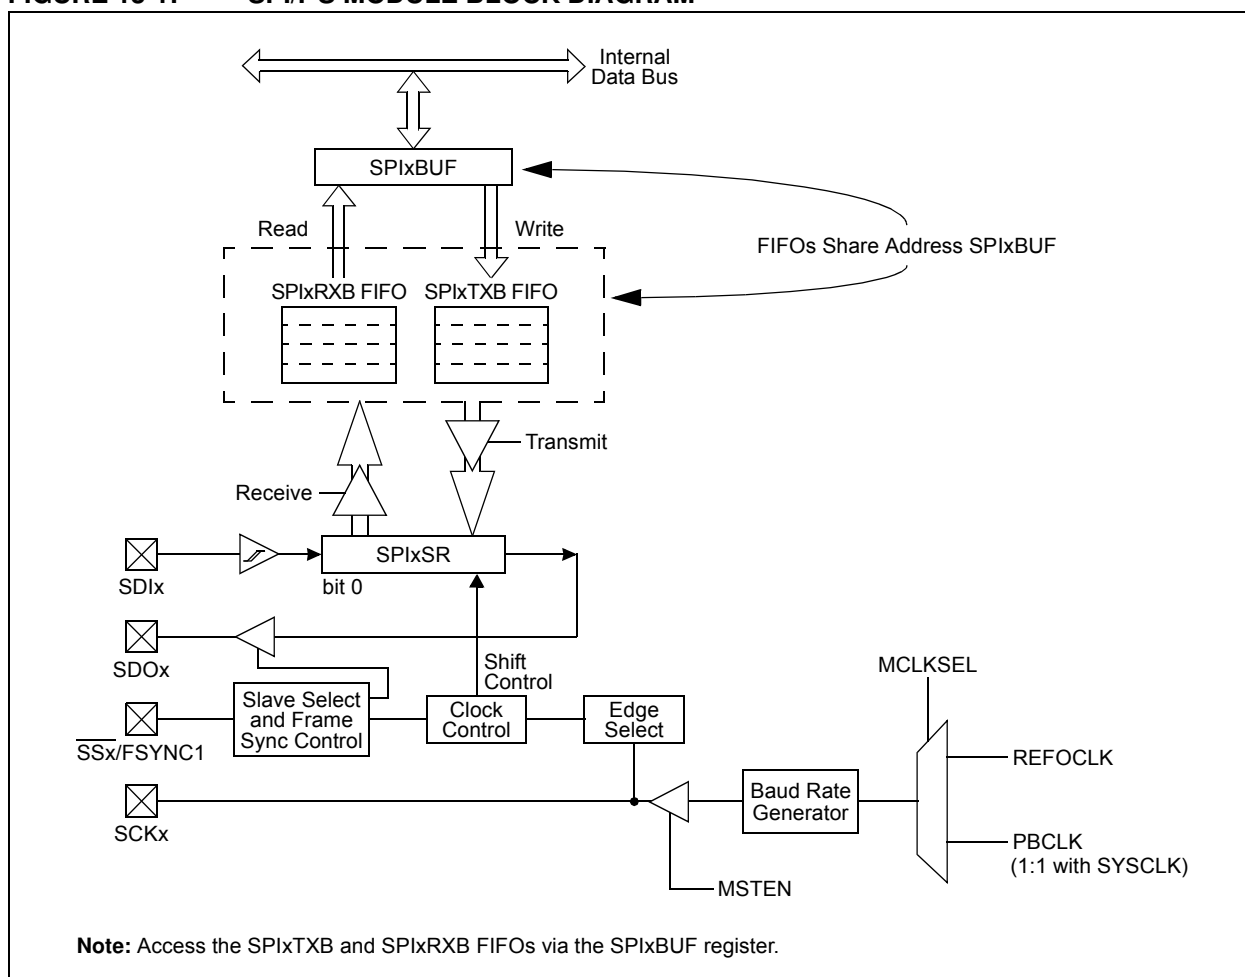 Internal
Data Bus
SPIxBUF
Read
Write
FIFOs Share Address SPIxBUF
SPIxRXB FIFO
SPIxTXB FIFO
Transmit
Receive
SDIx
SPIxSR
bit 0
SDOx
Shift
Control
MCLKSEL
Slave Select
and Frame
Sync Control
Clock
Control
Edge
Select
SSx/FSYNC1
REFOCLK
Baud Rate
Generator
SCKx
PBCLK
(1:1 with SYSCLK)
MSTEN
Note: Access the SPIxTXB and SPIxRXB FIFOs via the SPIxBUF register.